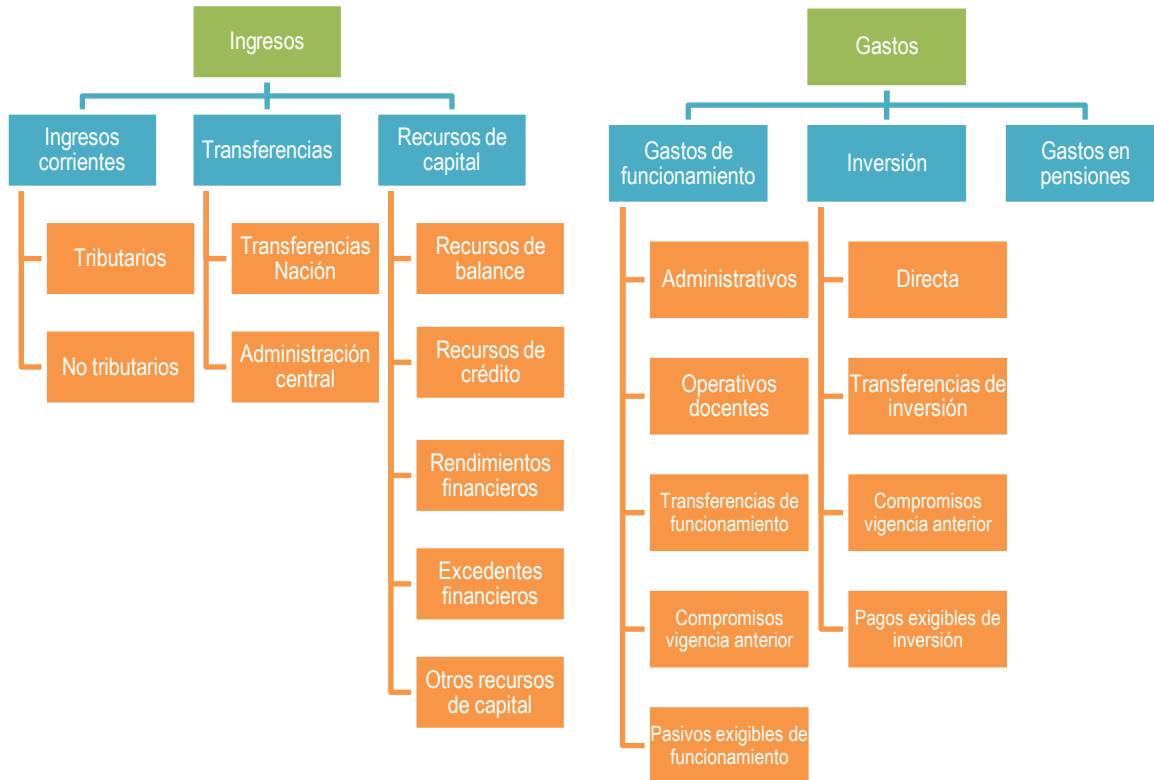 Ingresos
Ingresos
corrientes
Tributarios
No tributarios
Transferencias
Transferencias
Nación
Administración
central
Recursos de
capital
Recursos de
balance
Recursos de
crédito
Rendimientos
financieros
Excedentes
financieros
Otros recursos
de capital
Gastos
Gastos de
funcionamiento
Administrativos
Operativos
docentes
Transferencias de
funcionamiento
Compromisos
vigencia anterior
Pasivos exigibles de
funcionamiento
Inversión
Directa
Transferencias de
inversión
Compromisos
vigencia anterior
Pagos exigibles de
inversión
Gastos en
pensiones